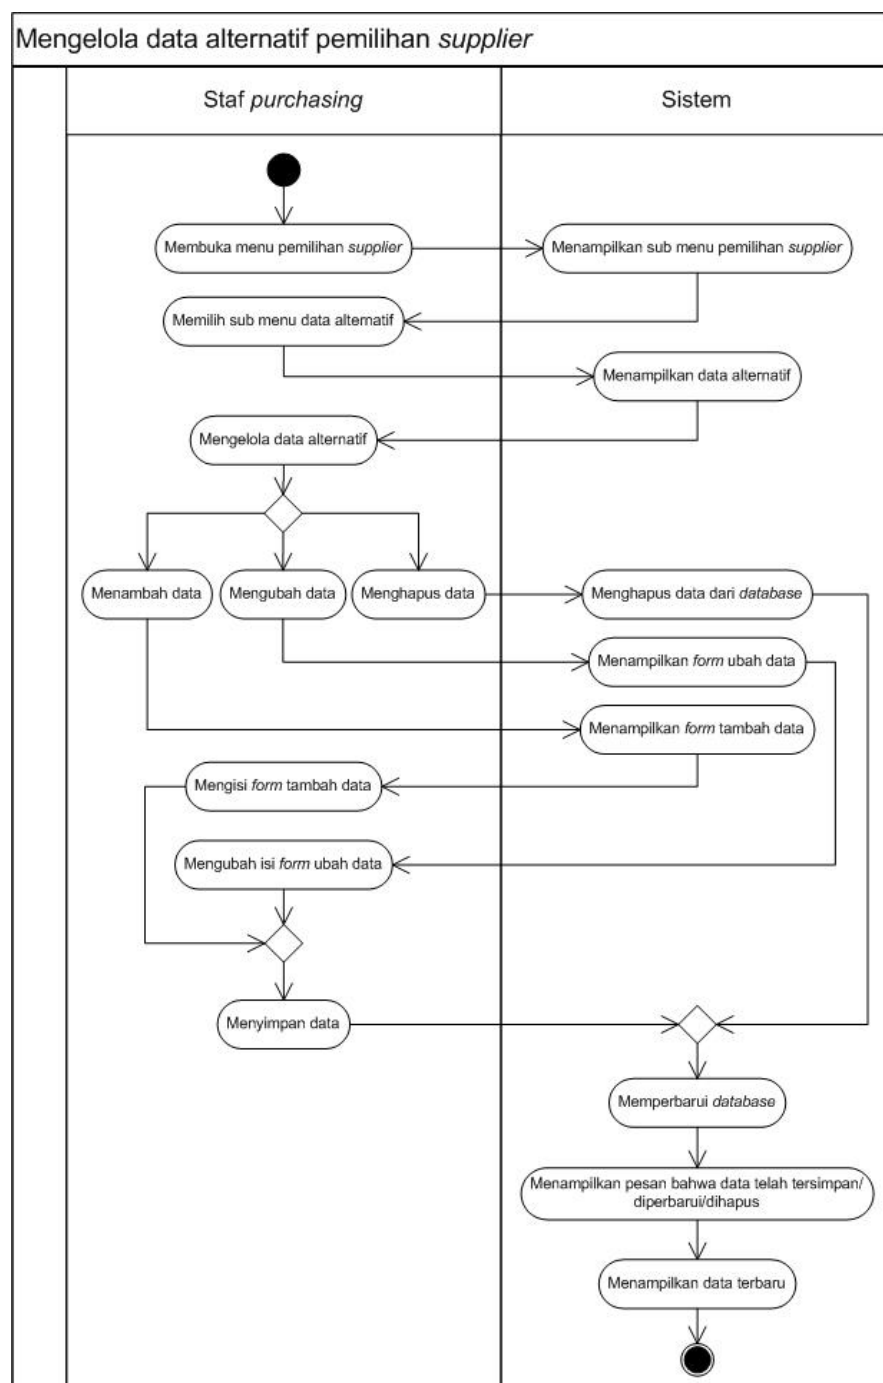 Mengelola data alternatif pemilihan supplier
Staf purchasing
Sistem
Membuka menu pemilihan supplier
Menampilkan sub menu pemilihan supplier
Memilih sub menu data alternatif
Menampilkan data alternatif
Mengelola data alternatif
Menambah data
Mengubah data
Menghapus data
Menghapus data dari database
Menampilkan form ubah data
Menampilkan form tambah data
Mengisi form tambah data
Mengubah isi form ubah data
Menyimpan data
Memperbarui database
Menampilkan pesan bahwa data telah tersimpan/
diperbarui/dihapus
Menampilkan data terbaru